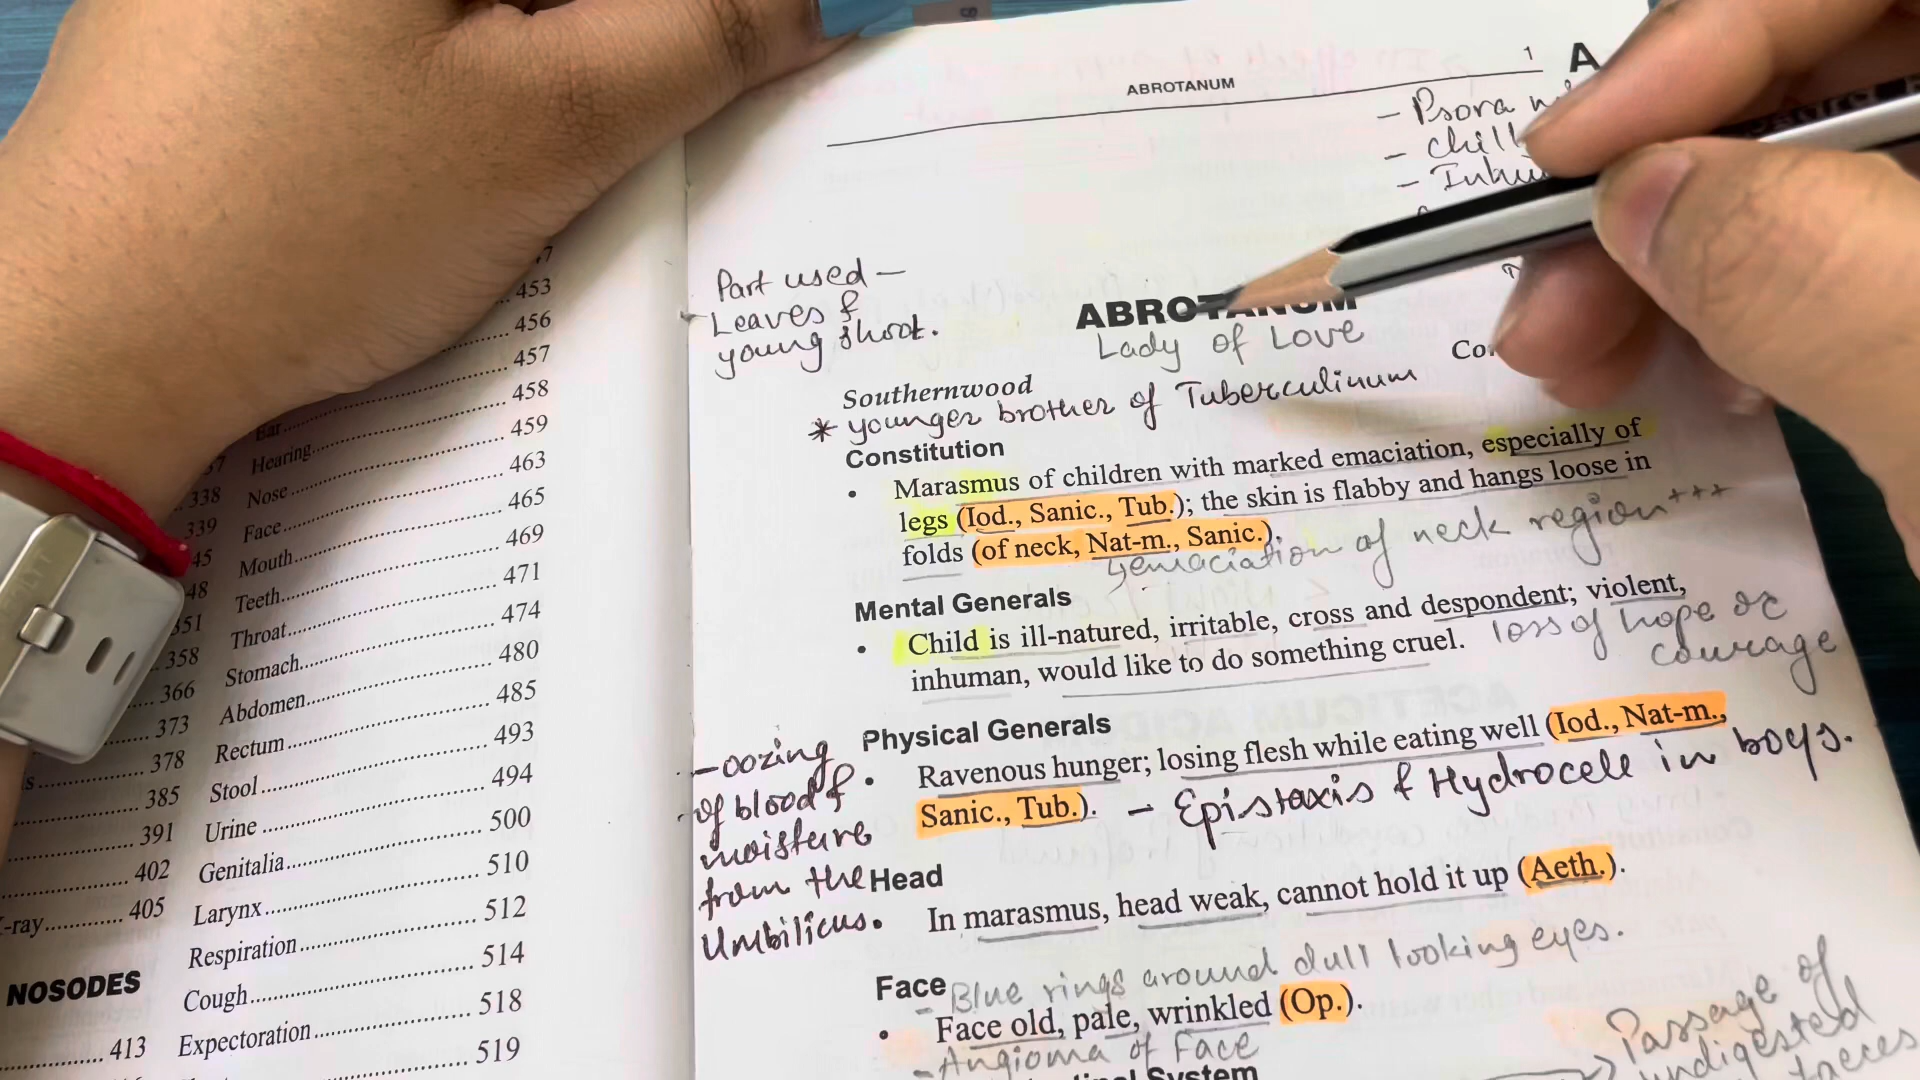 453
456
457
458
Ear
Hearing 459
338 Nose 463
339 Face 465
Mouth 469
Teeth 471
351 Throat 474
358 Stomach 480
366 Abdomen 485
373 Rectum 493
378 Stool 494
385 Urine 500
391 Genitalia 510
402 Larynx 512
-ray 405 Respiration 514
NOSODES Cough 518
413 Expectoration 519
ABROTANUM 1 A
- Psora
- chill
Part used -
Leaves &
young shoot.
ABROTANUM
Lady of Love
Southernwood
* younger brother of Tuberculinum
Constitution
• Marasmus of children with marked emaciation, especially of
legs (Iod., Sanic., Tub.); the skin is flabby and hangs loose in
folds (of neck, Nat-m., Sanic.).
emaciation of neck region +++
Mental Generals
• Child is ill-natured, irritable, cross and despondent; violent,
inhuman, would like to do something cruel.
loss of hope or
courage
Physical Generals
• Ravenous hunger; losing flesh while eating well (Iod., Nat-m.,
Sanic., Tub.). - Epistaxis & Hydrocele in boys.
- oozing
of blood &
moisture
from the
Umbilicus.
Head
In marasmus, head weak, cannot hold it up (Aeth.).
Face
- Blue rings around dull looking eyes.
• Face old, pale, wrinkled (Op.).
- Angioma of Face
System
Passage of
undigested
faeces